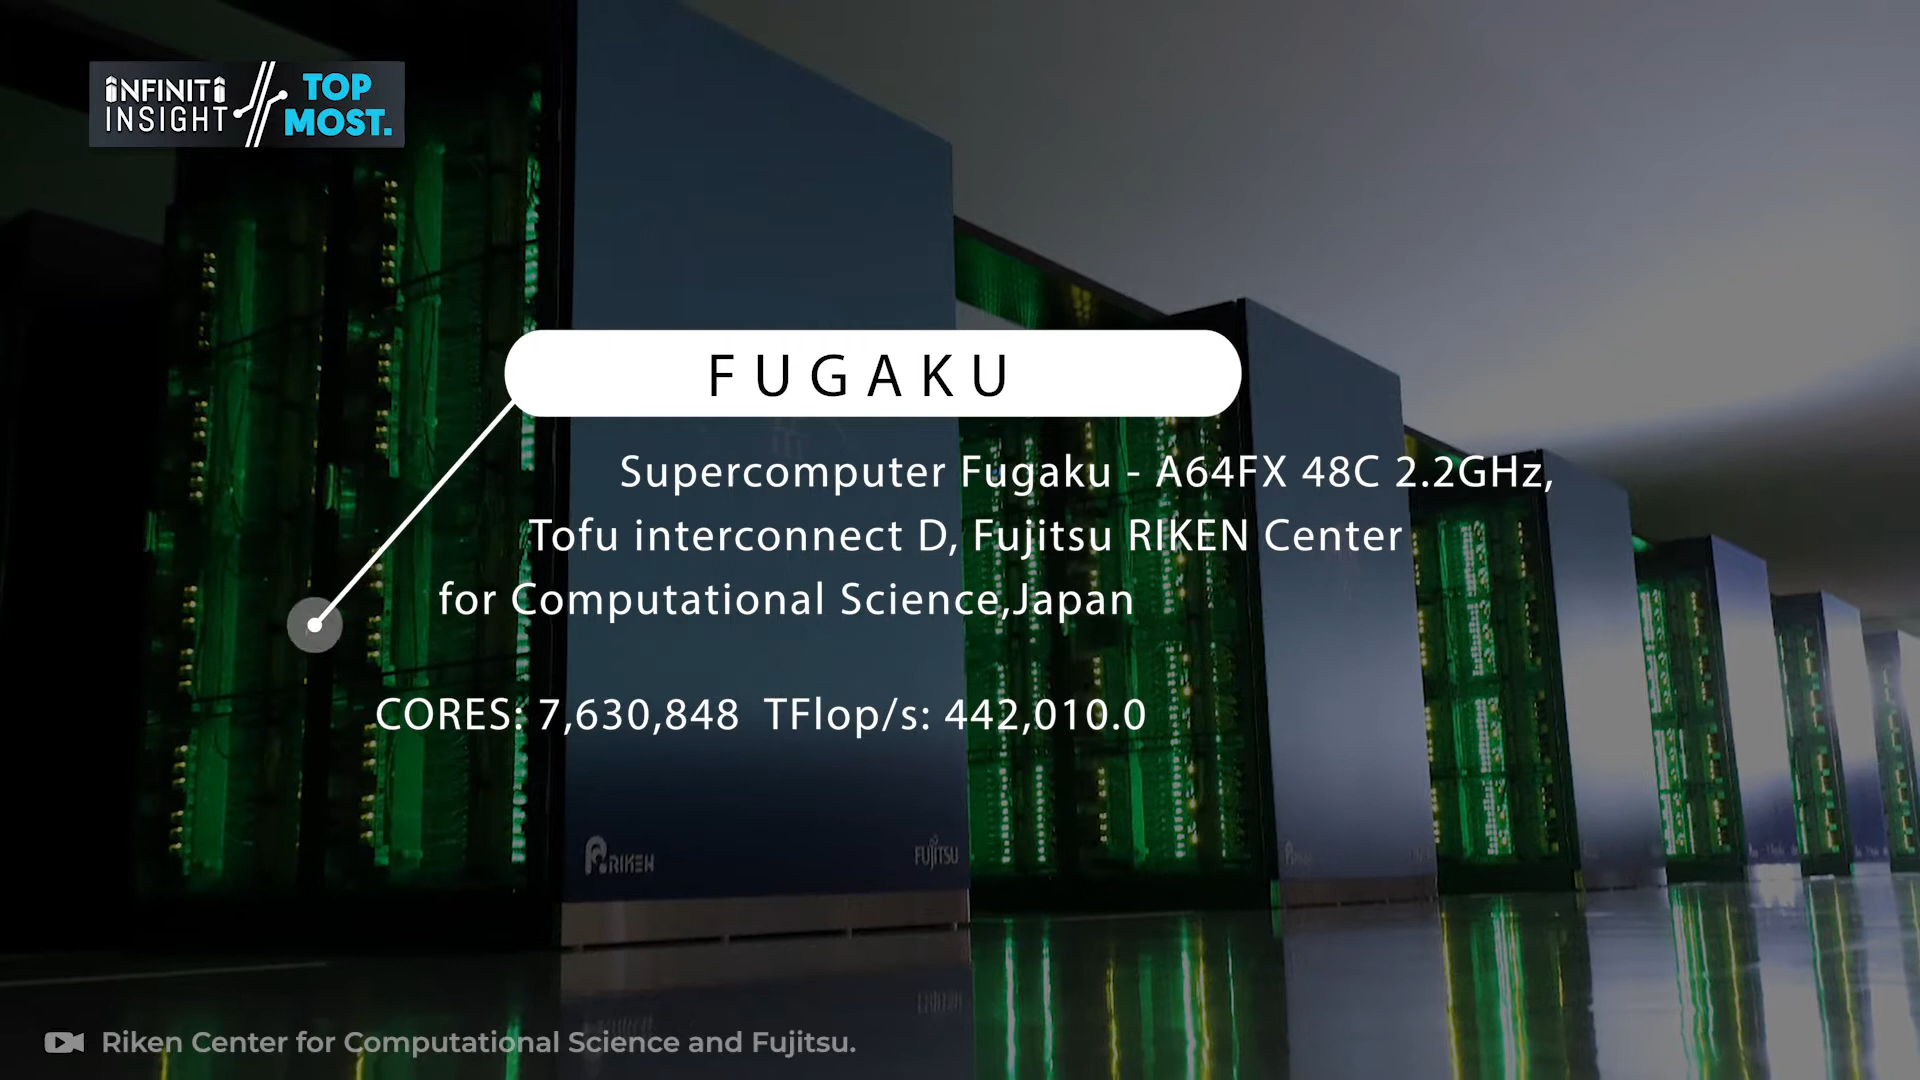 INFINITI TOP
INSIGHT MOST.
FUGAKU
Supercomputer Fugaku - A64FX 48C 2.2GHz,
Tofu interconnect D, Fujitsu RIKEN Center
for Computational Science,Japan
CORES: 7,630,848 TFlop/s: 442,010.0
RIKEN FUJITSU
Riken Center for Computational Science and Fujitsu.